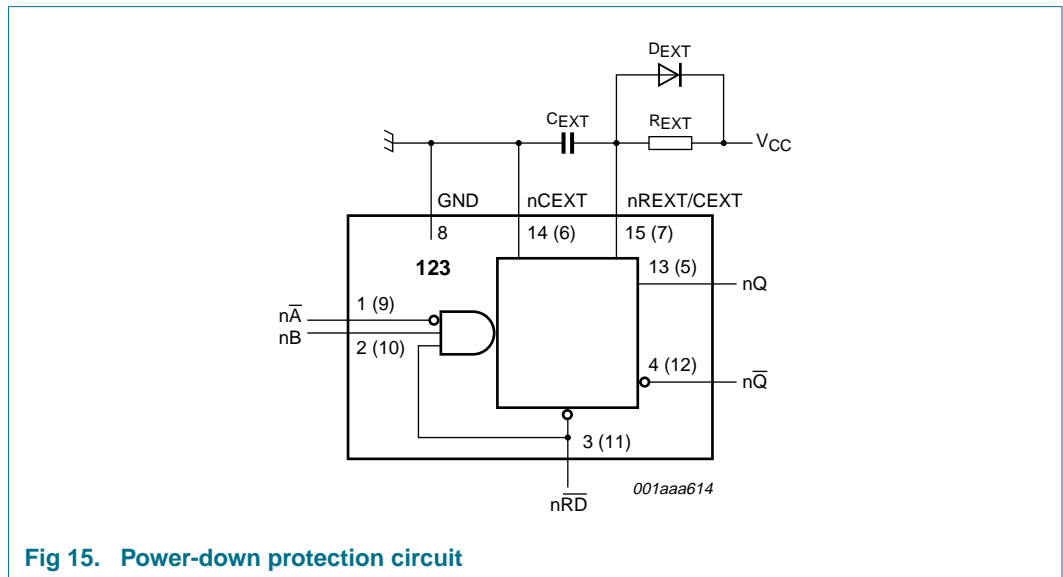 DEXT
CEXT
REXT
VCC
GND
nCEXT
nREXT/CEXT
8
14 (6)
15 (7)
123
13 (5)
nQ
1 (9)
nA̅
nB
2 (10)
4 (12)
nQ̅
3 (11)
001aaa614
nR̅D̅
Fig 15. Power-down protection circuit